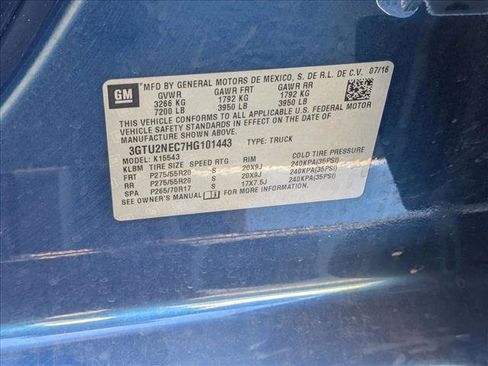 GM
MFD BY GENERAL MOTORS DE MEXICO, S. DE R.L. DE C.V. 07/16
GVWR GAWR FRT GAWR RR
3266 KG 1792 KG 1792 KG
7200 LB 3950 LB 3950 LB
THIS VEHICLE CONFORMS TO ALL APPLICABLE U.S. FEDERAL MOTOR
VEHICLE SAFETY AND THEFT PREVENTION STANDARDS IN EFFECT ON
THE DATE OF MANUFACTURE SHOWN ABOVE.
3GTU2NEC7HG101443 TYPE: TRUCK
MODEL: K15543
KLBM TIRE SIZE SPEED RTG RIM COLD TIRE PRESSURE
FRT P275/55R20 S 20X9J 240KPA(35PSI)
RR P275/55R20 S 20X9J 240KPA(35PSI)
SPA P265/70R17 S 17X7.5J 240KPA(35PSI)
SEE OWNER'S MANUAL FOR ADDITIONAL INFORMATION.